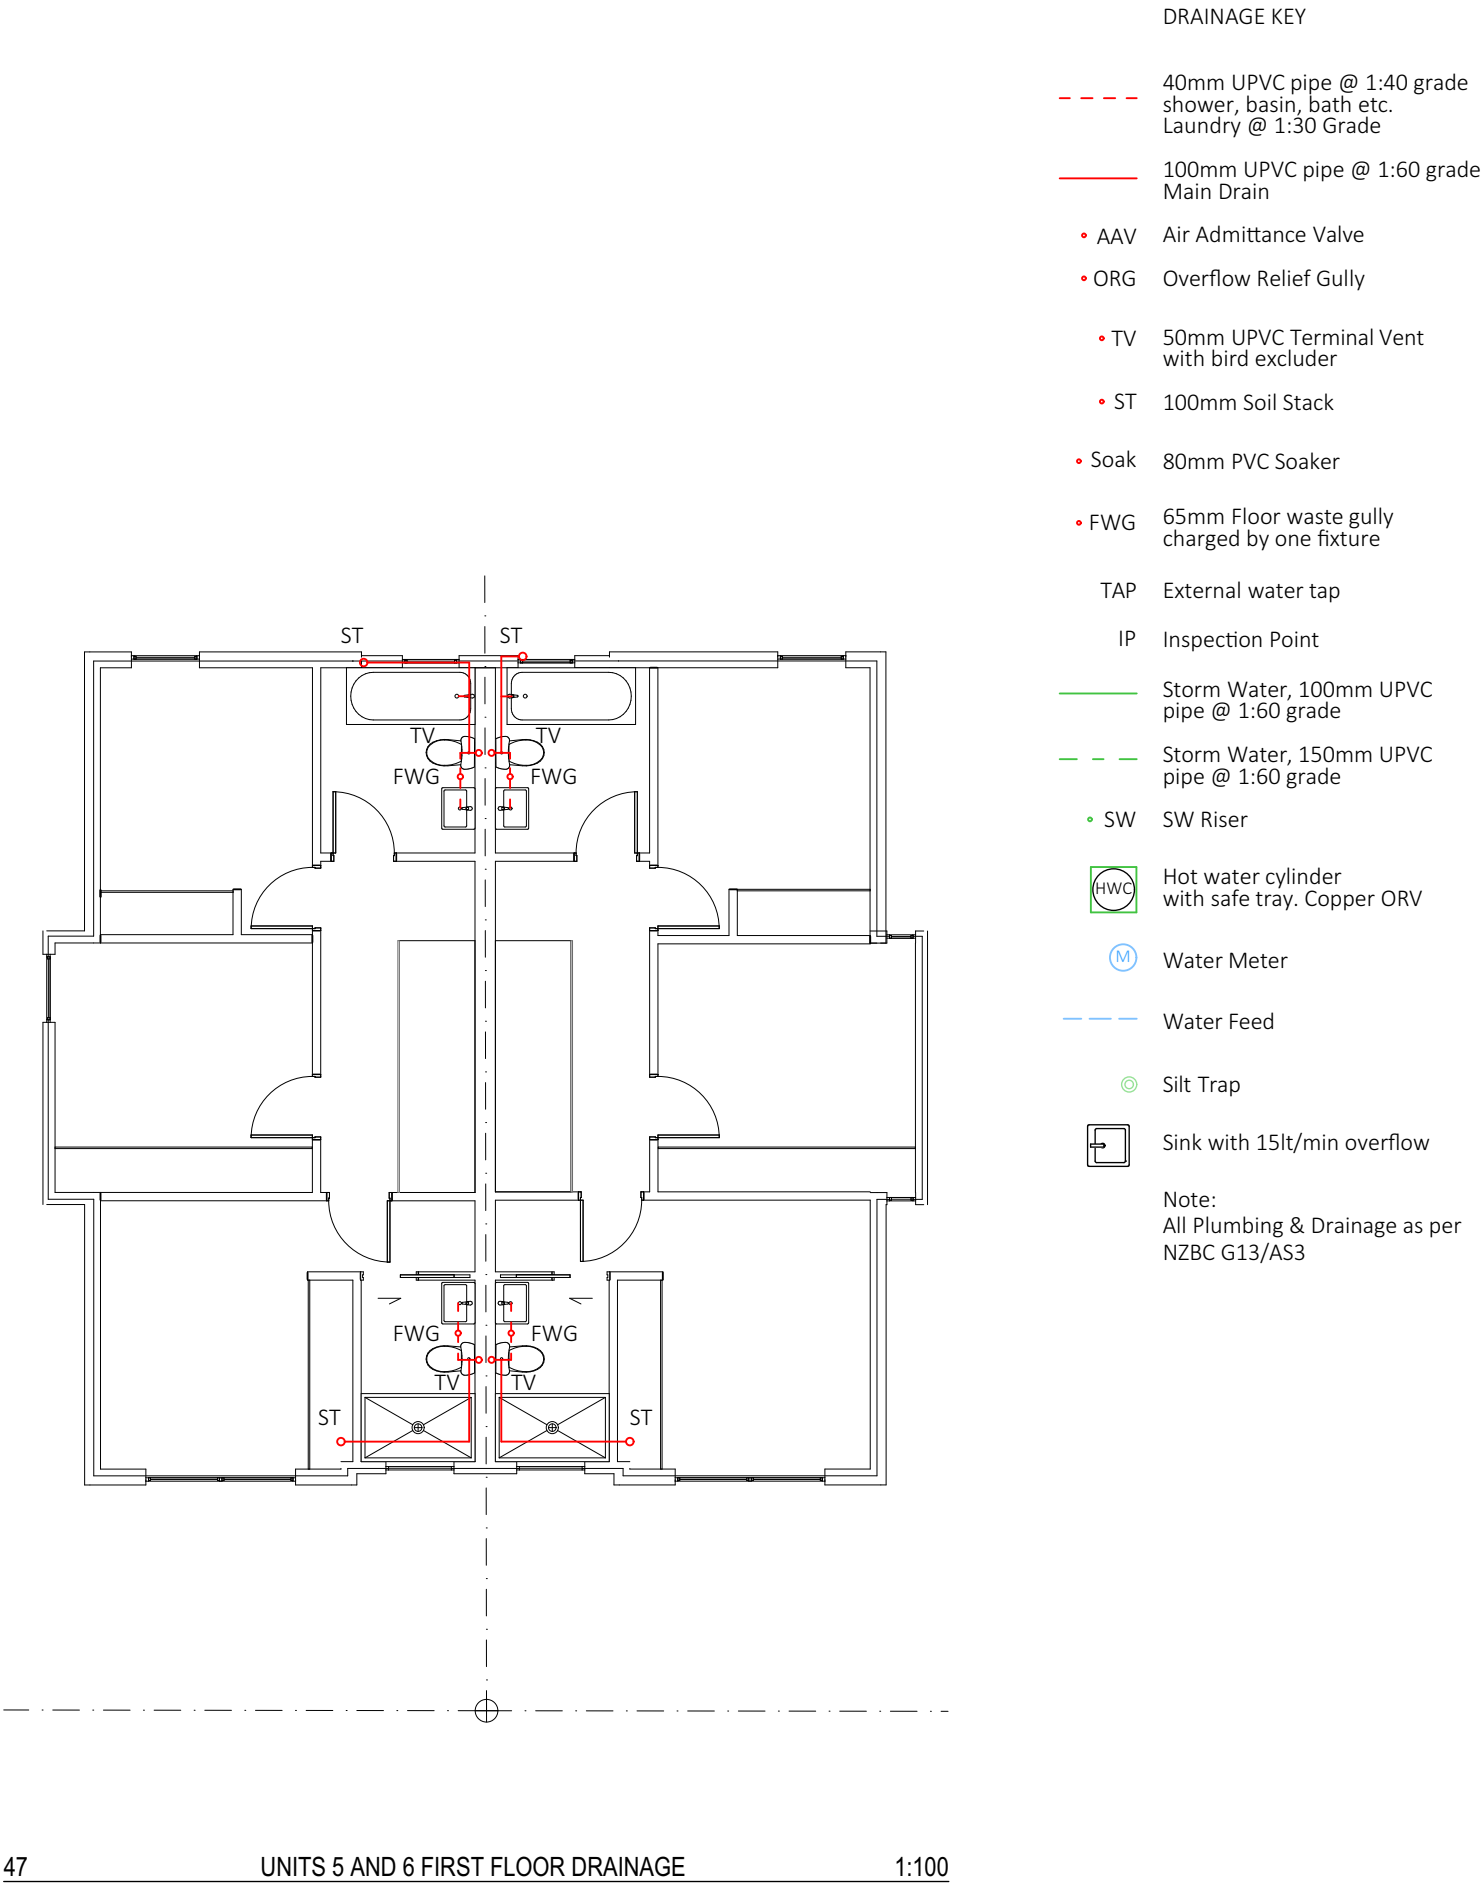 DRAINAGE KEY
40mm UPVC pipe @ 1:40 grade
shower, basin, bath etc.
Laundry @ 1:30 Grade
100mm UPVC pipe @ 1:60 grade
Main Drain
AAV Air Admittance Valve
ORG Overflow Relief Gully
TV 50mm UPVC Terminal Vent
with bird excluder
ST 100mm Soil Stack
Soak 80mm PVC Soaker
FWG 65mm Floor waste gully
charged by one fixture
TAP External water tap
IP Inspection Point
Storm Water, 100mm UPVC
pipe @ 1:60 grade
Storm Water, 150mm UPVC
pipe @ 1:60 grade
SW SW Riser
HWC Hot water cylinder
with safe tray. Copper ORV
M Water Meter
Water Feed
Silt Trap
Sink with 15lt/min overflow
Note:
All Plumbing & Drainage as per
NZBC G13/AS3
ST ST
TV TV
FWG FWG
FWG FWG
TV TV
ST ST
47 UNITS 5 AND 6 FIRST FLOOR DRAINAGE 1:100